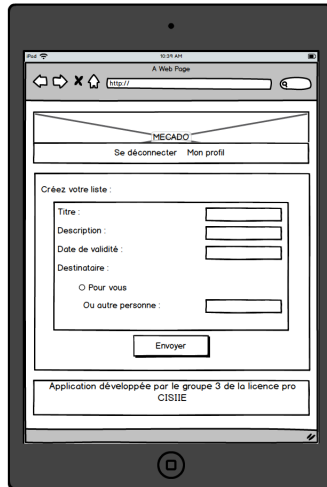 iPad
10:39 AM
A Web Page
http://
MECADO
Se déconnecter Mon profil
Créez votre liste :
Titre :
Description :
Date de validité :
Destinataire :
Pour vous
Ou autre personne :
Envoyer
Application développée par le groupe 3 de la licence pro
CISIIE